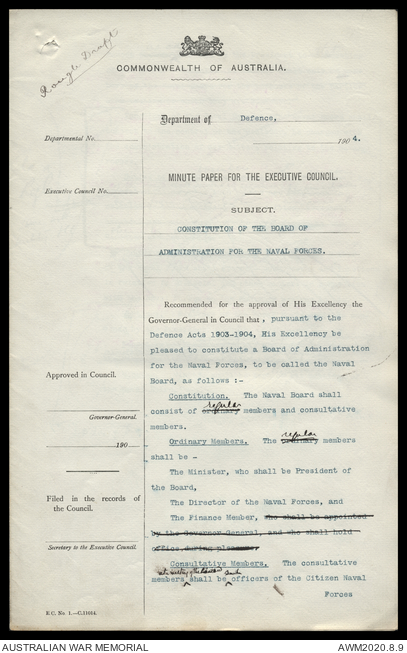 Rough Draft
COMMONWEALTH OF AUSTRALIA.
Department of Defence,
Departmental No.
190 4.
MINUTE PAPER FOR THE EXECUTIVE COUNCIL.
Executive Council No.
SUBJECT.
CONSTITUTION OF THE BOARD OF
ADMINISTRATION FOR THE NAVAL FORCES.
Recommended for the approval of His Excellency the
Governor-General in Council that, pursuant to the
Defence Acts 1903-1904, His Excellency be
pleased to constitute a Board of Administration
for the Naval Forces, to be called the Naval
Board, as follows :-
Approved in Council.
Governor-General.
190
Filed in the records of
the Council.
Secretary to the Executive Council.
E.C. No. 1.—C.11014.
Constitution. The Naval Board shall
regular
consist of ordinary members and consultative
members.
regular
Ordinary Members. The ordinary members
shall be -
The Minister, who shall be President of
the Board,
The Director of the Naval Forces, and
The Finance Member, who shall be appointed
by the Governor-General, and who shall hold
office during pleasure.
Consultative Members. The consultative
members shall be officers of the Citizen Naval
Forces
AUSTRALIAN WAR MEMORIAL
AWM2020.8.9